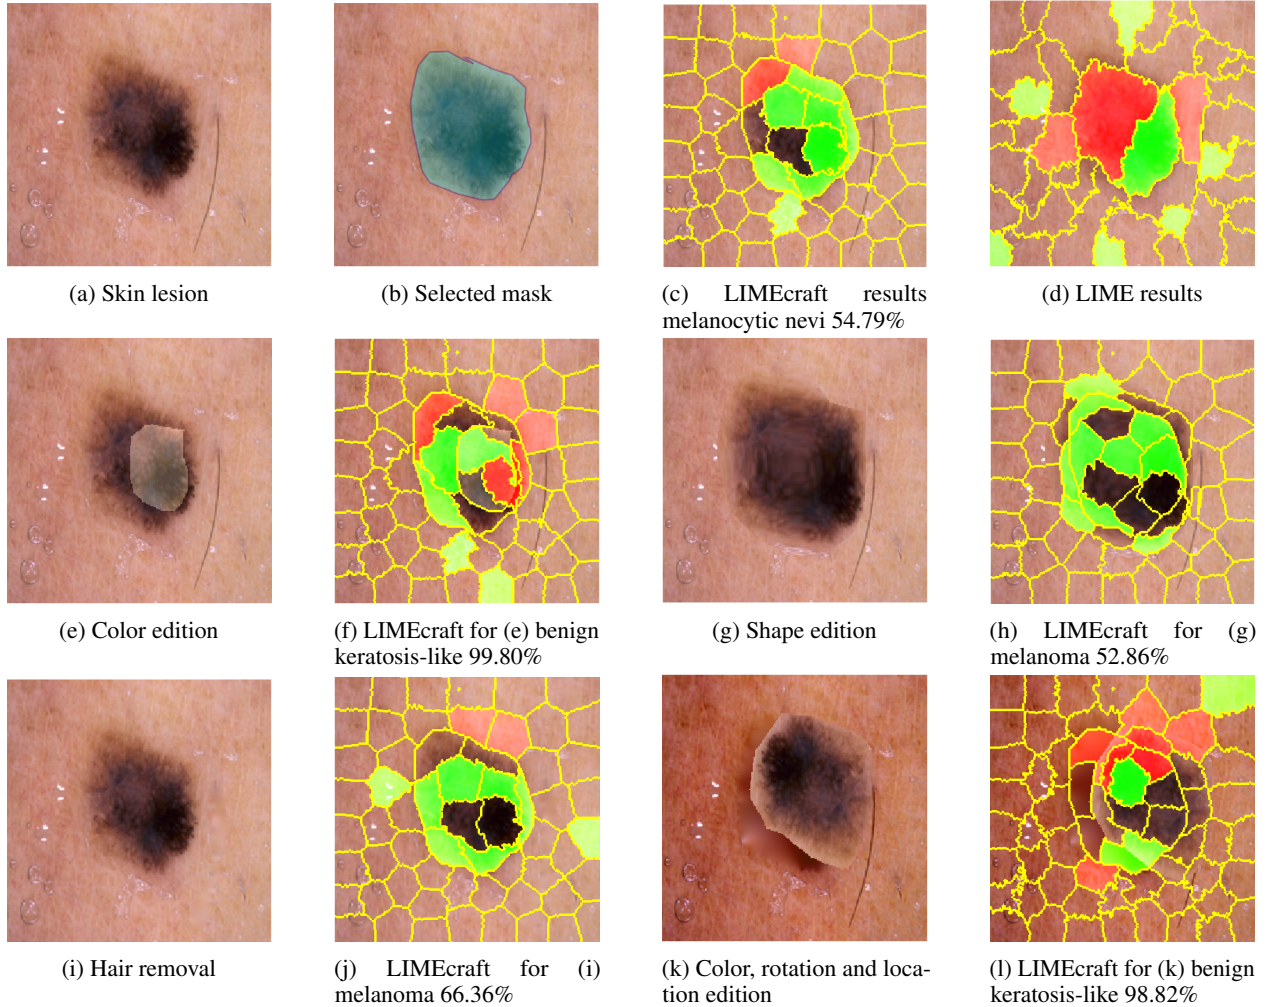 (a) Skin lesion
(b) Selected mask
(c) LIMEcraft results
melanocytic nevi 54.79%
(d) LIME results
(e) Color edition
(f) LIMEcraft for (e) benign
keratosis-like 99.80%
(g) Shape edition
(h) LIMEcraft for (g)
melanoma 52.86%
(i) Hair removal
(j) LIMEcraft for (i)
melanoma 66.36%
(k) Color, rotation and loca-
tion edition
(l) LIMEcraft for (k) benign
keratosis-like 98.82%